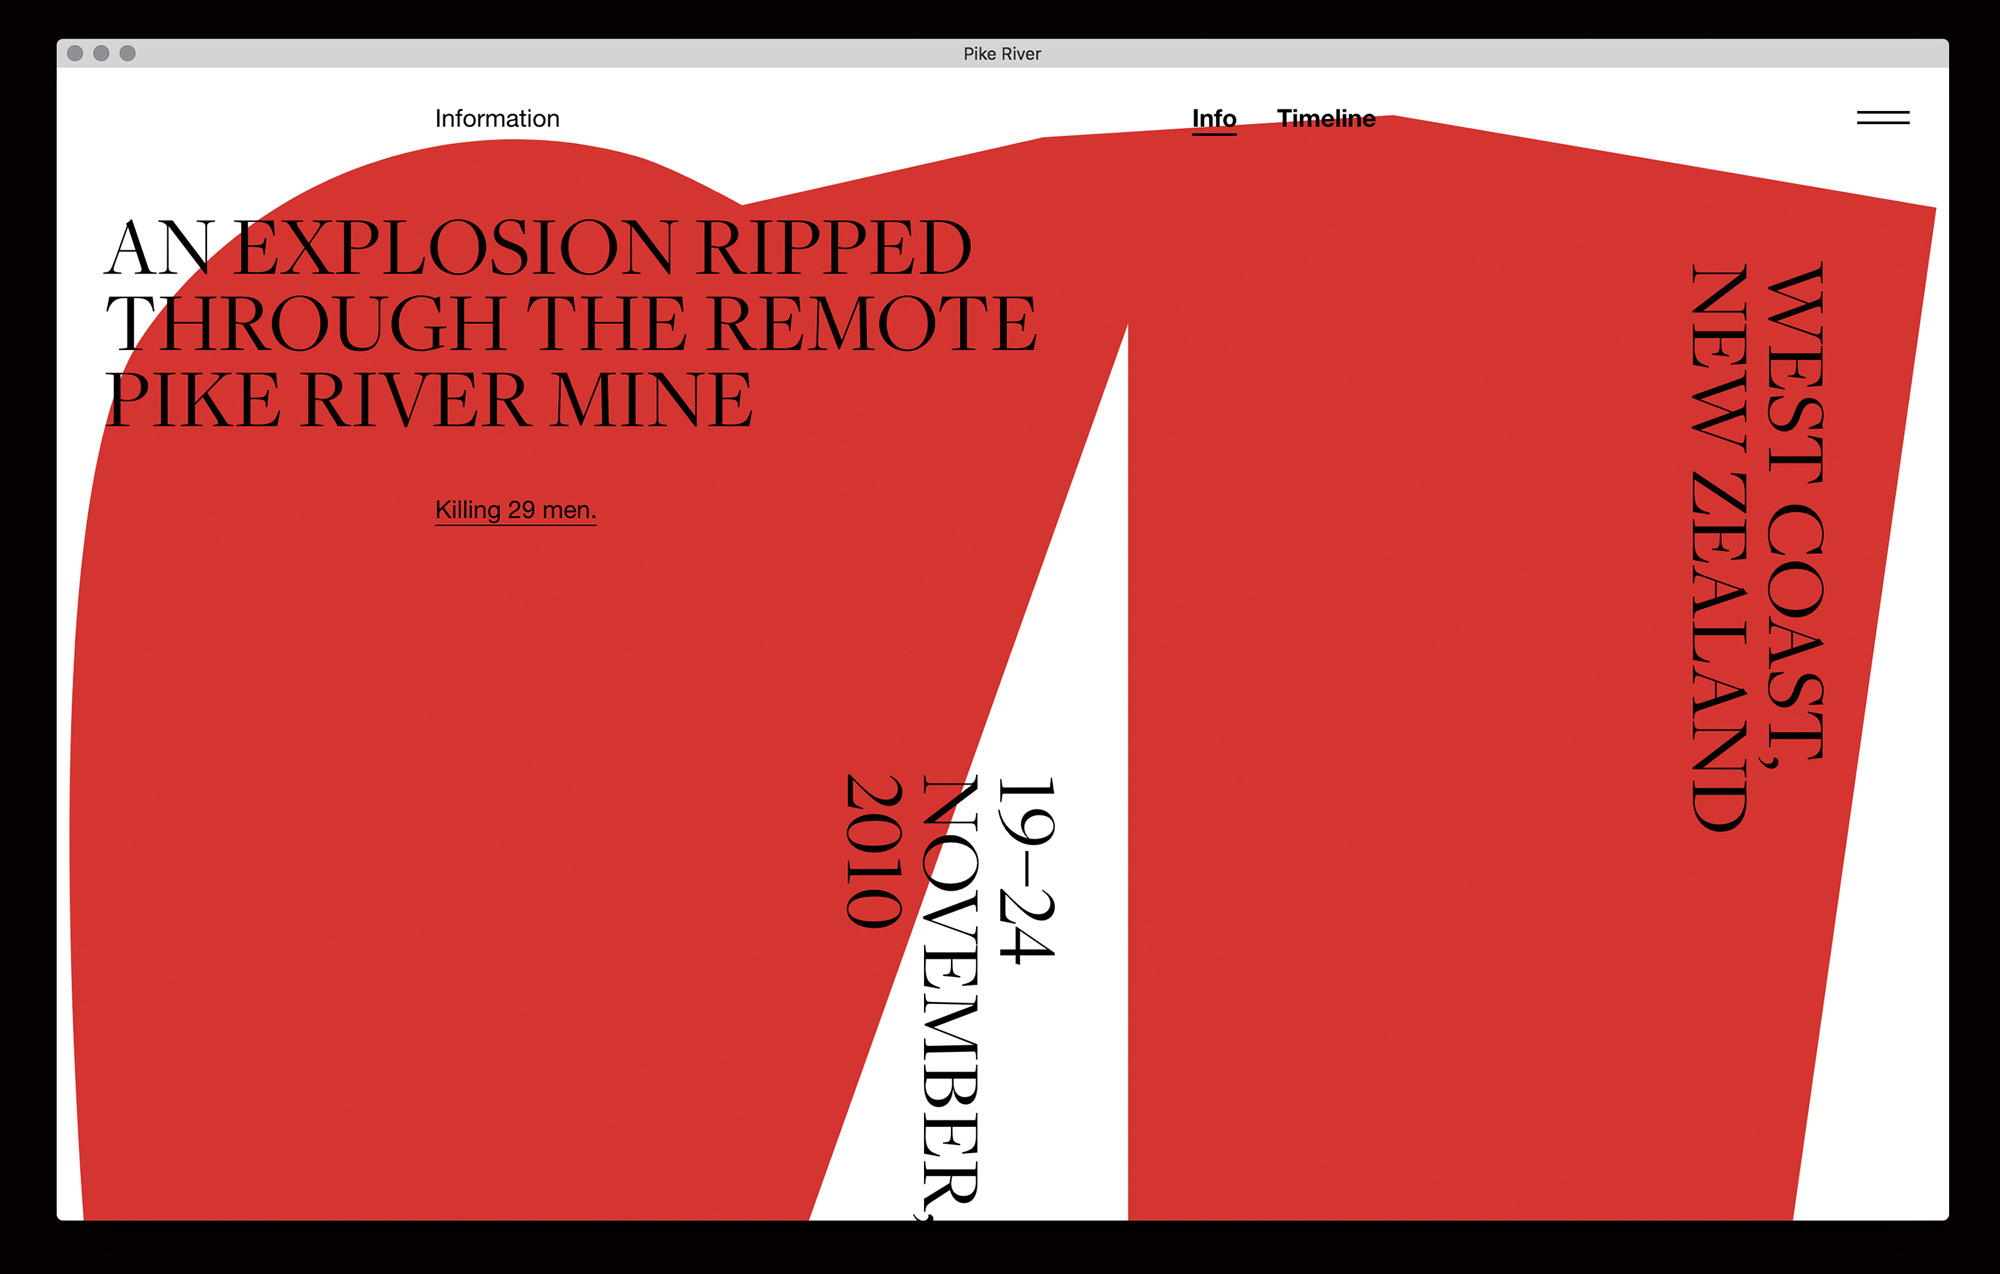 Pike River
Information
Info
Timeline
AN EXPLOSION RIPPED
THROUGH THE REMOTE
PIKE RIVER MINE
Killing 29 men.
WEST COAST,
NEW ZEALAND
19–24
NOVEMBER,
2010